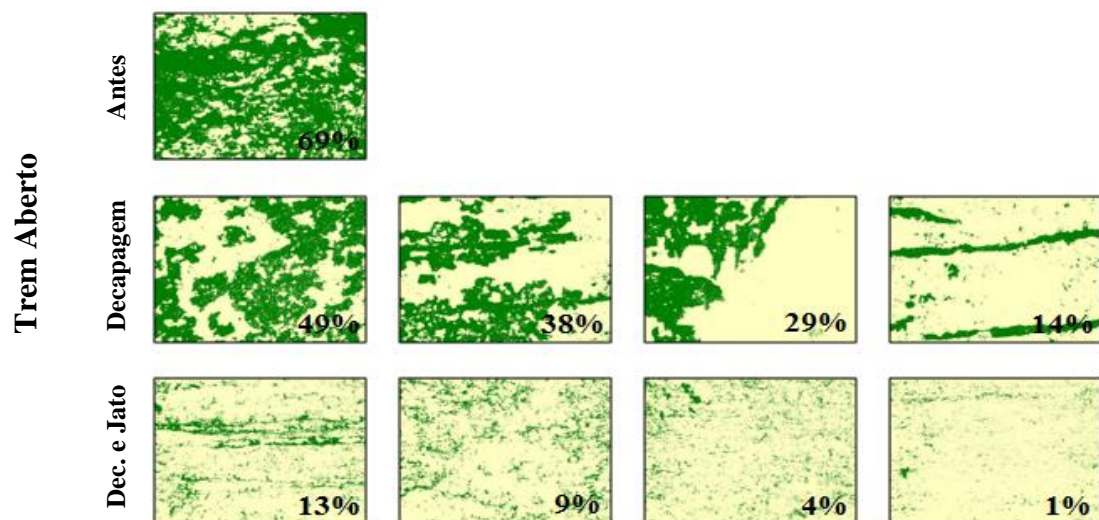 Trem Aberto
Antes
69%
Decapagem
49% 38% 29% 14%
Dec. e Jato
13% 9% 4% 1%